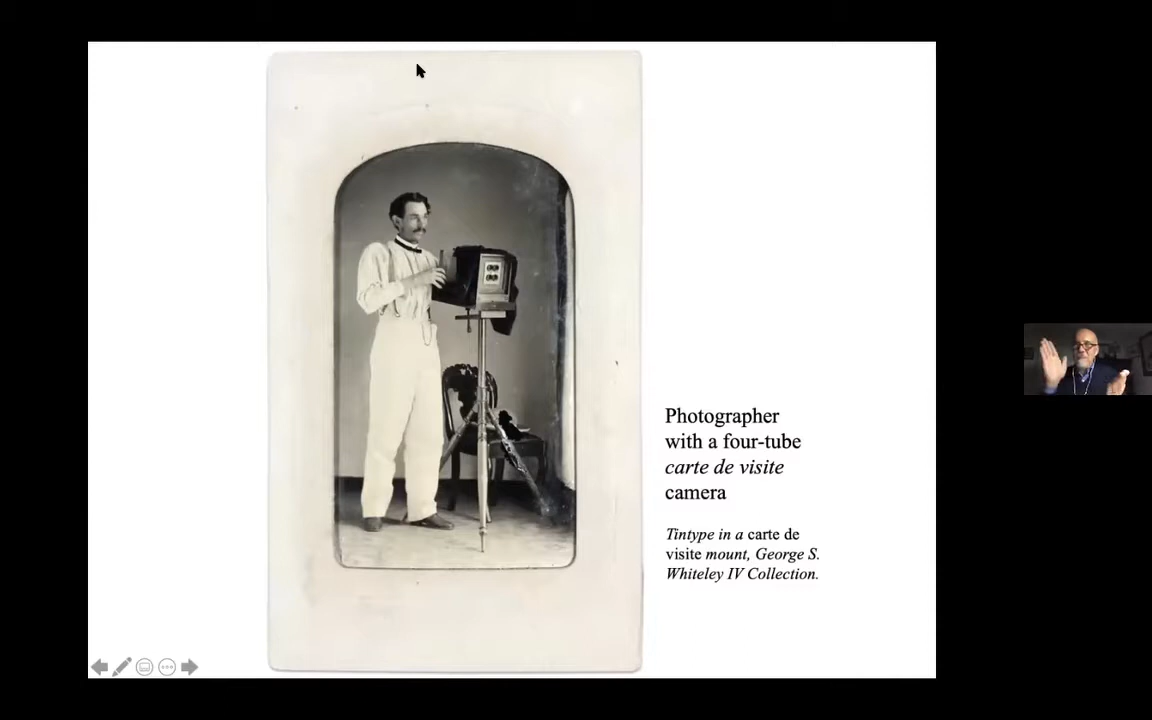 Photographer
with a four-tube
carte de visite
camera
Tintype in a carte de
visite mount, George S.
Whiteley IV Collection.